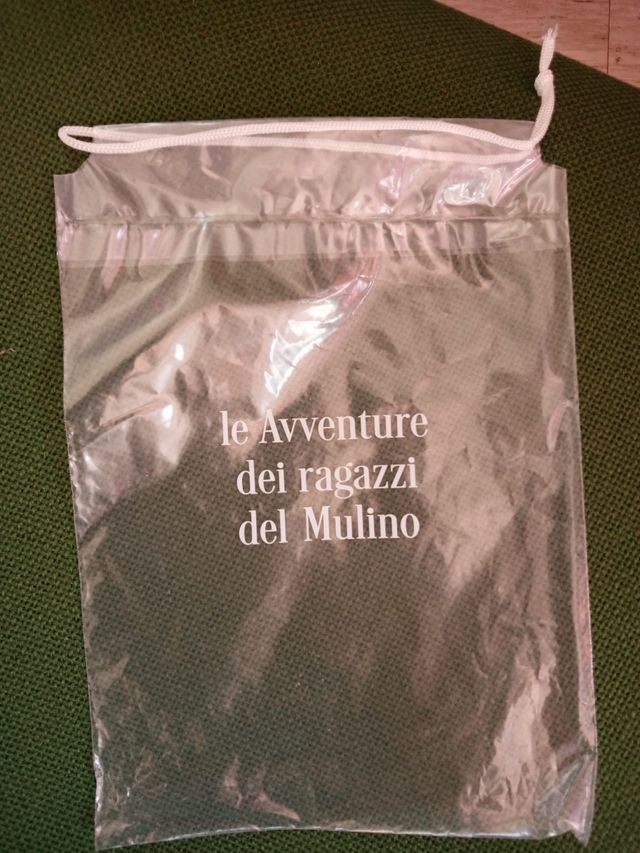 le Avventure
dei ragazzi
del Mulino